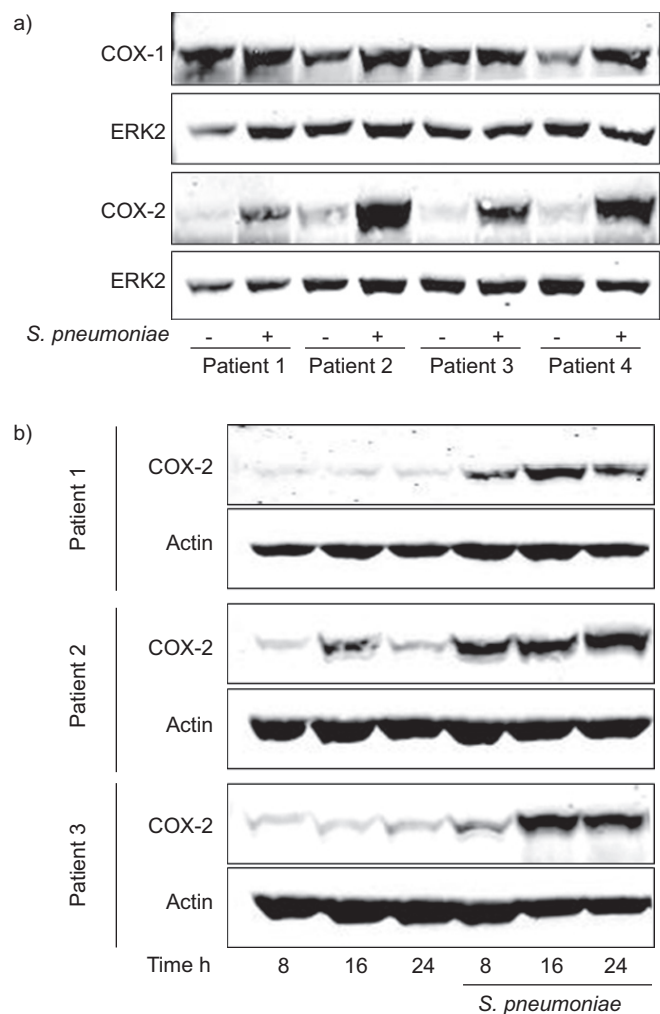 a)
COX-1
ERK2
COX-2
ERK2
S. pneumoniae - + - + - + - +
Patient 1 Patient 2 Patient 3 Patient 4
b)
Patient 1
COX-2
Actin
Patient 2
COX-2
Actin
Patient 3
COX-2
Actin
Time h 8 16 24 8 16 24
S. pneumoniae